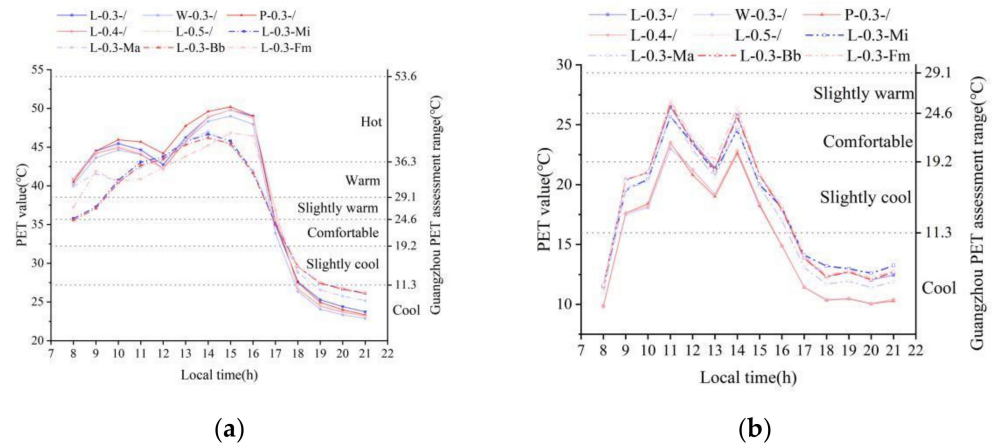 L-0.3-/ W-0.3-/ P-0.3-/
L-0.4-/ L-0.5-/ L-0.3-Mi
L-0.3-Ma L-0.3-Bb L-0.3-Fm
55
50
45
40
35
30
25
20
PET value(℃)
53.6
36.3
29.1
24.6
19.2
11.3
Guangzhou PET assessment range(℃)
Hot
Warm
Slightly warm
Comfortable
Slightly cool
Cool
7 8 9 10 11 12 13 14 15 16 17 18 19 20 21 22
Local time(h)
(a)
L-0.3-/ W-0.3-/ P-0.3-/
L-0.4-/ L-0.5-/ L-0.3-Mi
L-0.3-Ma L-0.3-Bb L-0.3-Fm
30
25
20
15
10
PET value(℃)
29.1
24.6
19.2
11.3
Guangzhou PET assessment range(℃)
Slightly warm
Comfortable
Slightly cool
Cool
7 8 9 10 11 12 13 14 15 16 17 18 19 20 21 22
Local time(h)
(b)